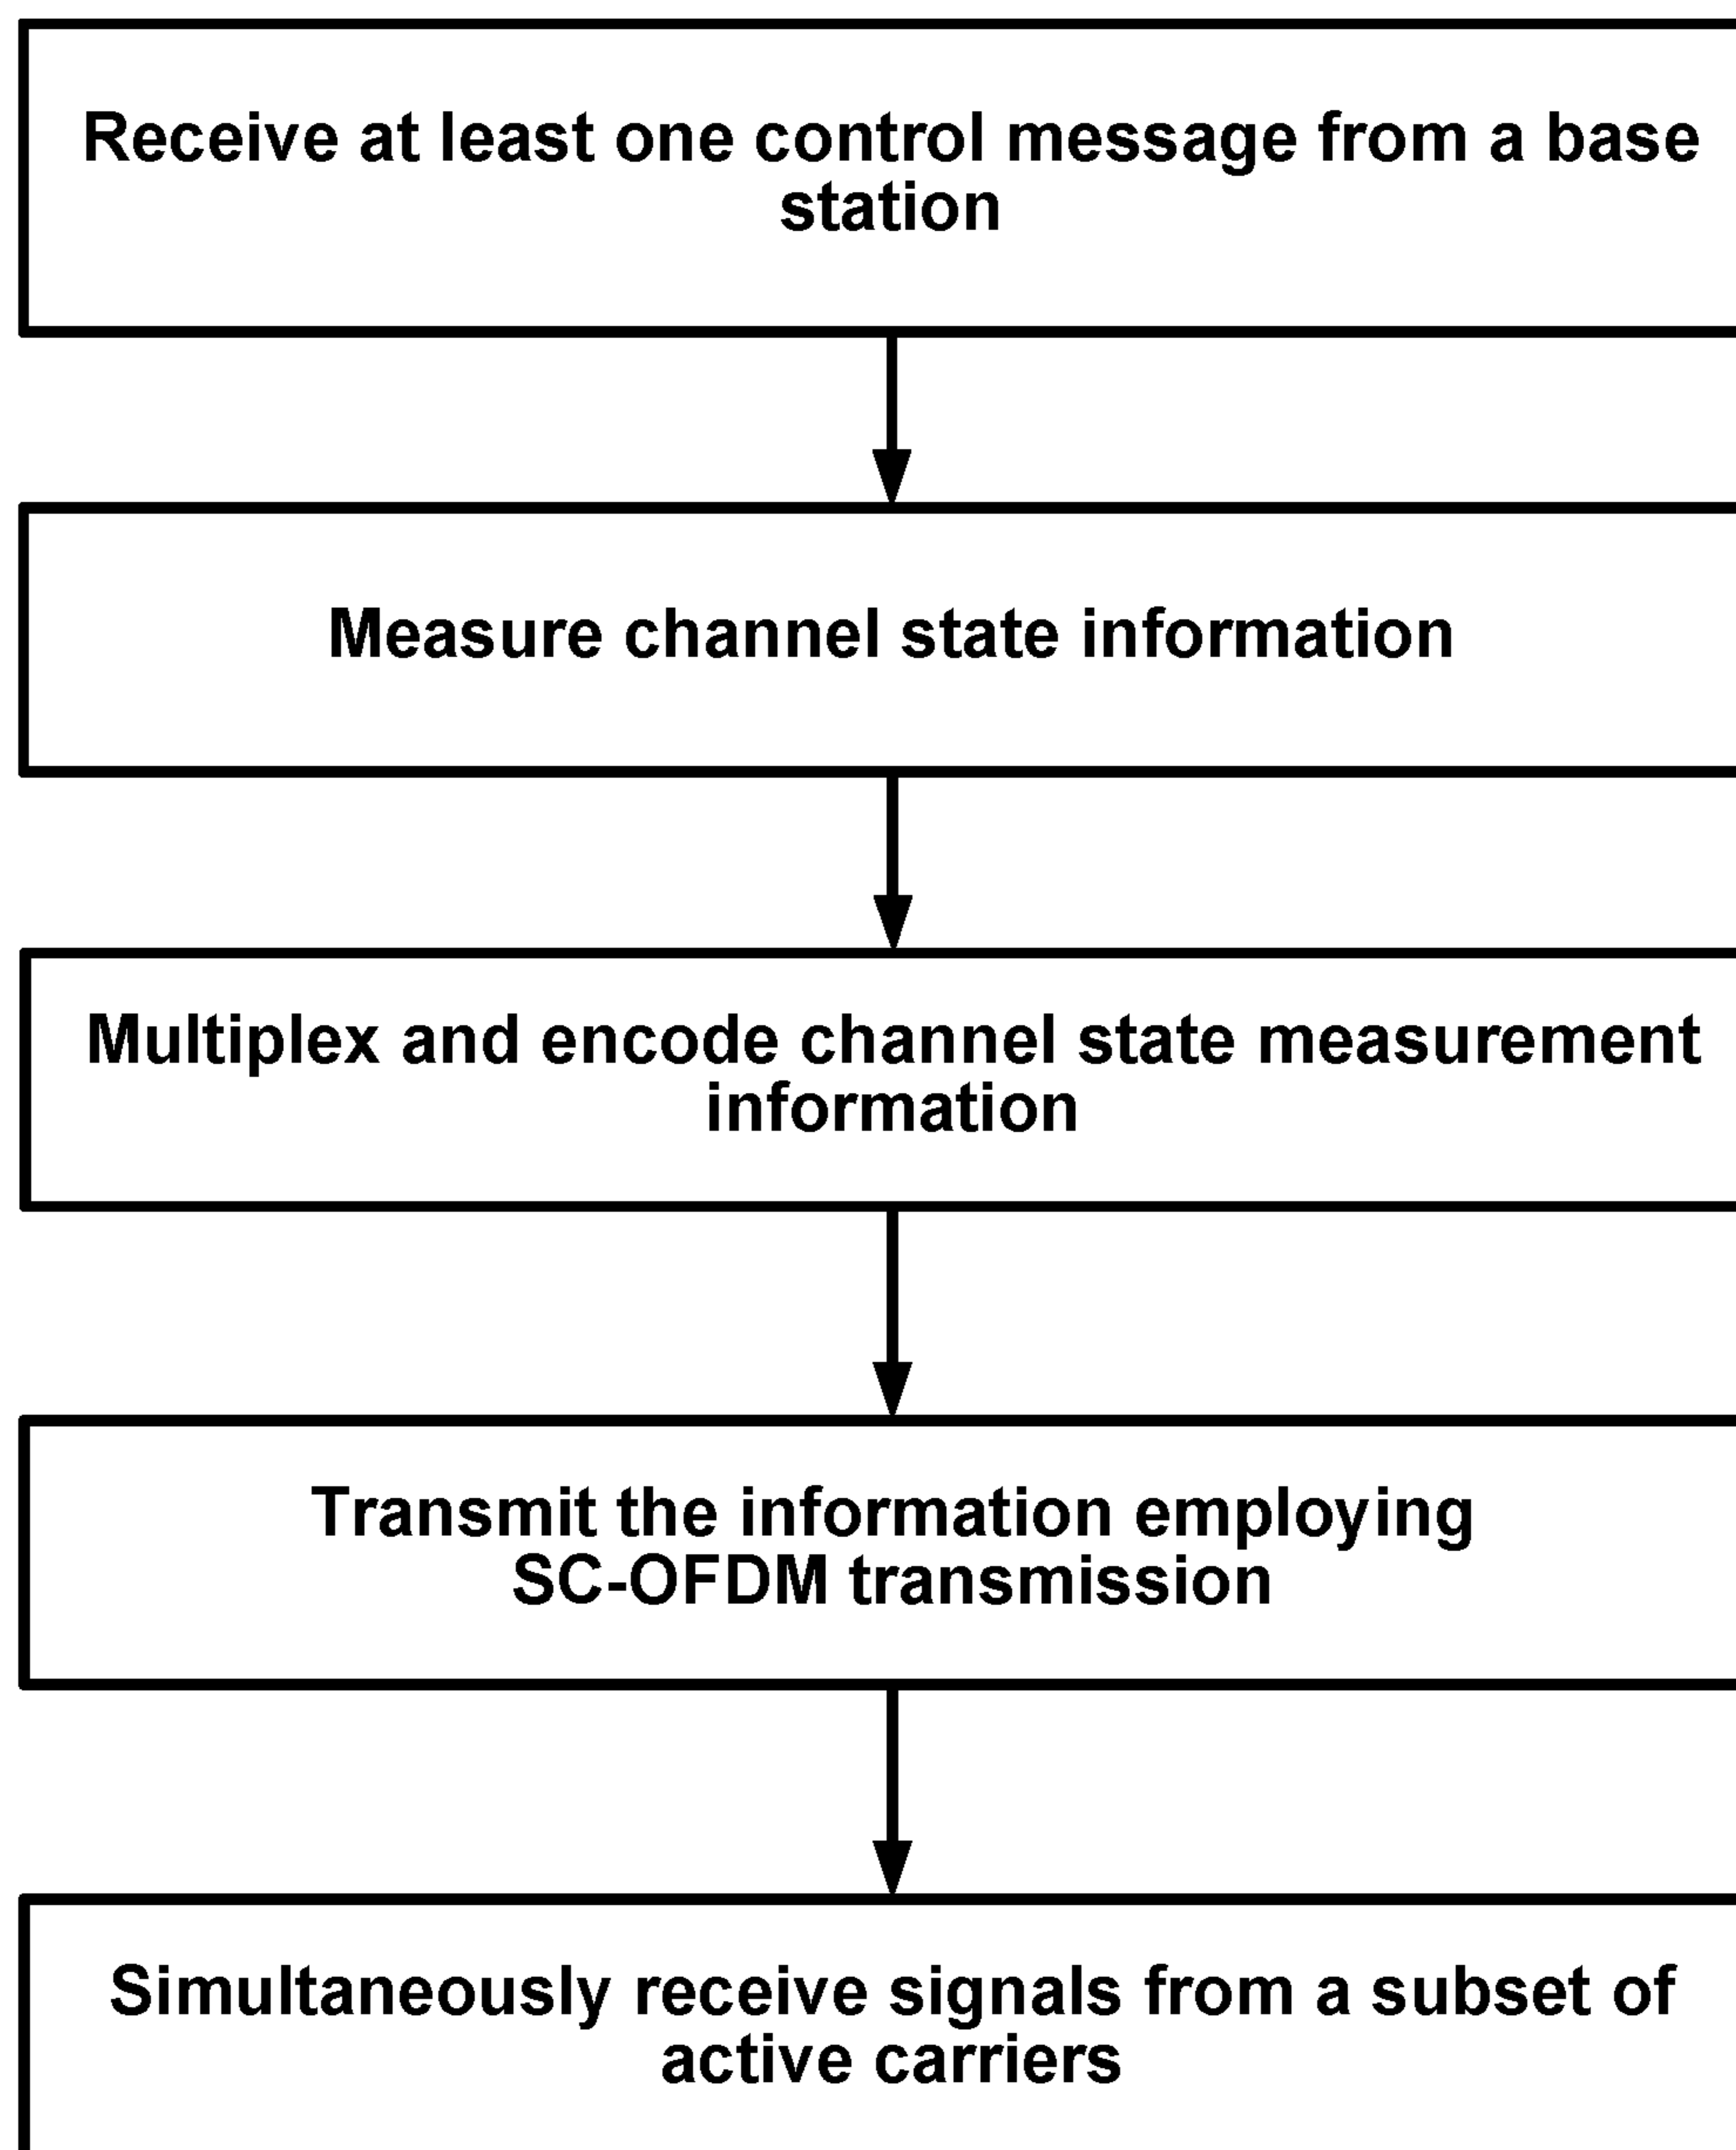 Receive at least one control message from a base
station
Measure channel state information
Multiplex and encode channel state measurement
information
Transmit the information employing
SC-OFDM transmission
Simultaneously receive signals from a subset of
active carriers